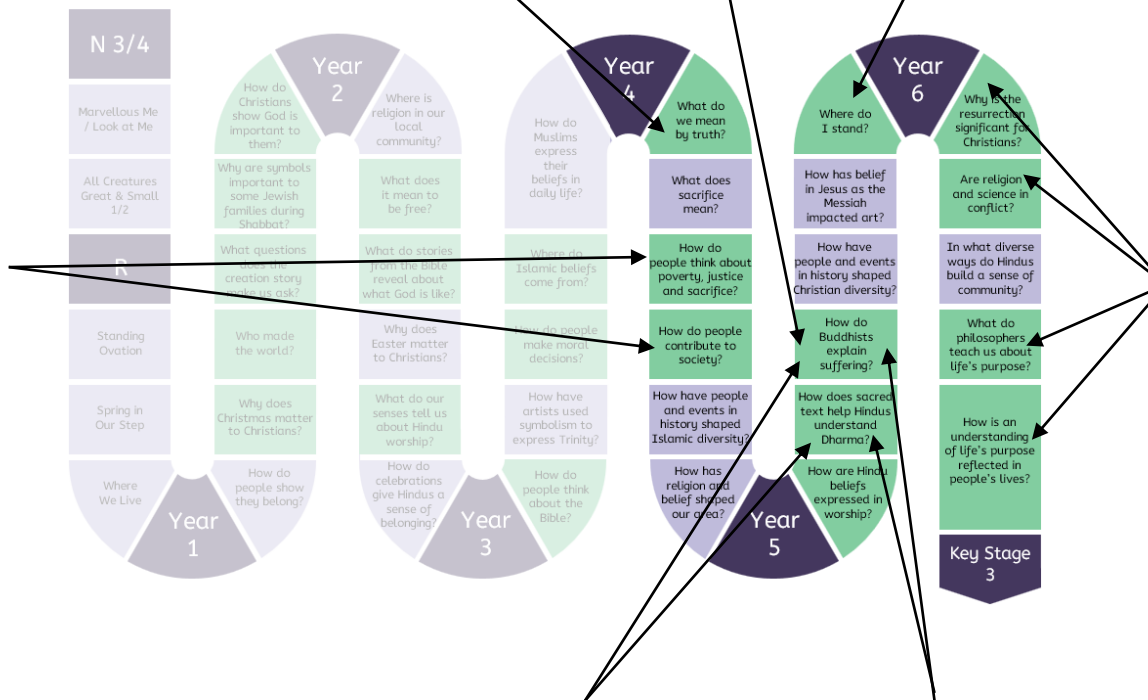 N 3/4
Marvellous Me
/ Look at Me
All Creatures
Great & Small
1/2
R
Standing
Ovation
Spring in
Our Step
Where
We Live
Year
1
How do
people show
they belong?
Why does
Christmas matter
to Christians?
Who made
the world?
What questions
does the
creation story
make us ask?
Why are symbols
important to
some Jewish
families during
Shabbat?
How do
Christians
show God is
important to
them?
Year
2
Where is
religion in our
local
community?
What does
it mean to
be free?
What do stories
from the Bible
reveal about
what God is like?
Why does
Easter matter
to Christians?
What do our
senses tell us
about Hindu
worship?
How do
celebrations
give Hindus a
sense of
belonging?
Year
3
How do
people think
about the
Bible?
How have
artists used
symbolism to
express Trinity?
How do people
make moral
decisions?
Where do
Islamic beliefs
come from?
How do
Muslims
express
their
beliefs in
daily life?
Year
4
What do
we mean
by truth?
What does
sacrifice
mean?
How do
people think about
poverty, justice
and sacrifice?
How do people
contribute to
society?
How have people
and events in
history shaped
Islamic diversity?
How has
religion and
belief shaped
our area?
Year
5
How are Hindu
beliefs
expressed in
worship?
How does sacred
text help Hindus
understand
Dharma?
How do
Buddhists
explain
suffering?
How have
people and events
in history shaped
Christian diversity?
How has belief
in Jesus as the
Messiah
impacted art?
Where do
I stand?
Year
6
Why is the
resurrection
significant for
Christians?
Are religion
and science in
conflict?
In what diverse
ways do Hindus
build a sense of
community?
What do
philosophers
teach us about
life's purpose?
How is an
understanding
of life's purpose
reflected in
people's lives?
Key Stage
3